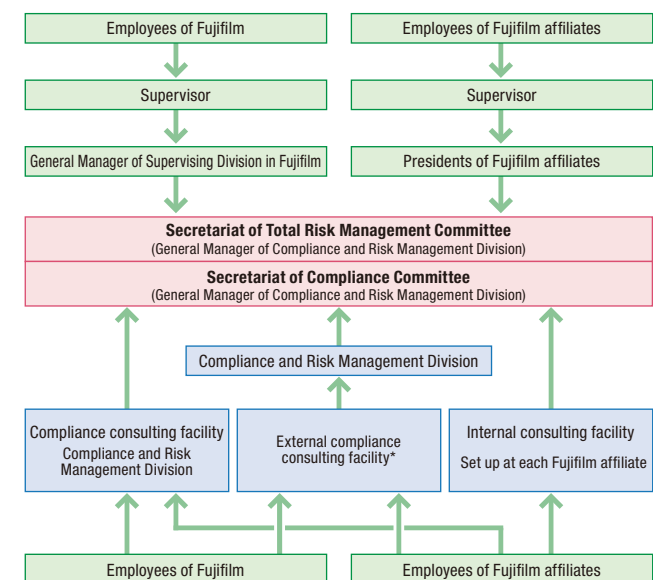 Employees of Fujifilm
Employees of Fujifilm affiliates
Supervisor
Supervisor
General Manager of Supervising Division in Fujifilm
Presidents of Fujifilm affiliates
Secretariat of Total Risk Management Committee
(General Manager of Compliance and Risk Management Division)
Secretariat of Compliance Committee
(General Manager of Compliance and Risk Management Division)
Compliance and Risk Management Division
Compliance consulting facility
Compliance and Risk
Management Division
External compliance
consulting facility*
Internal consulting facility
Set up at each Fujifilm affiliate
Employees of Fujifilm
Employees of Fujifilm affiliates